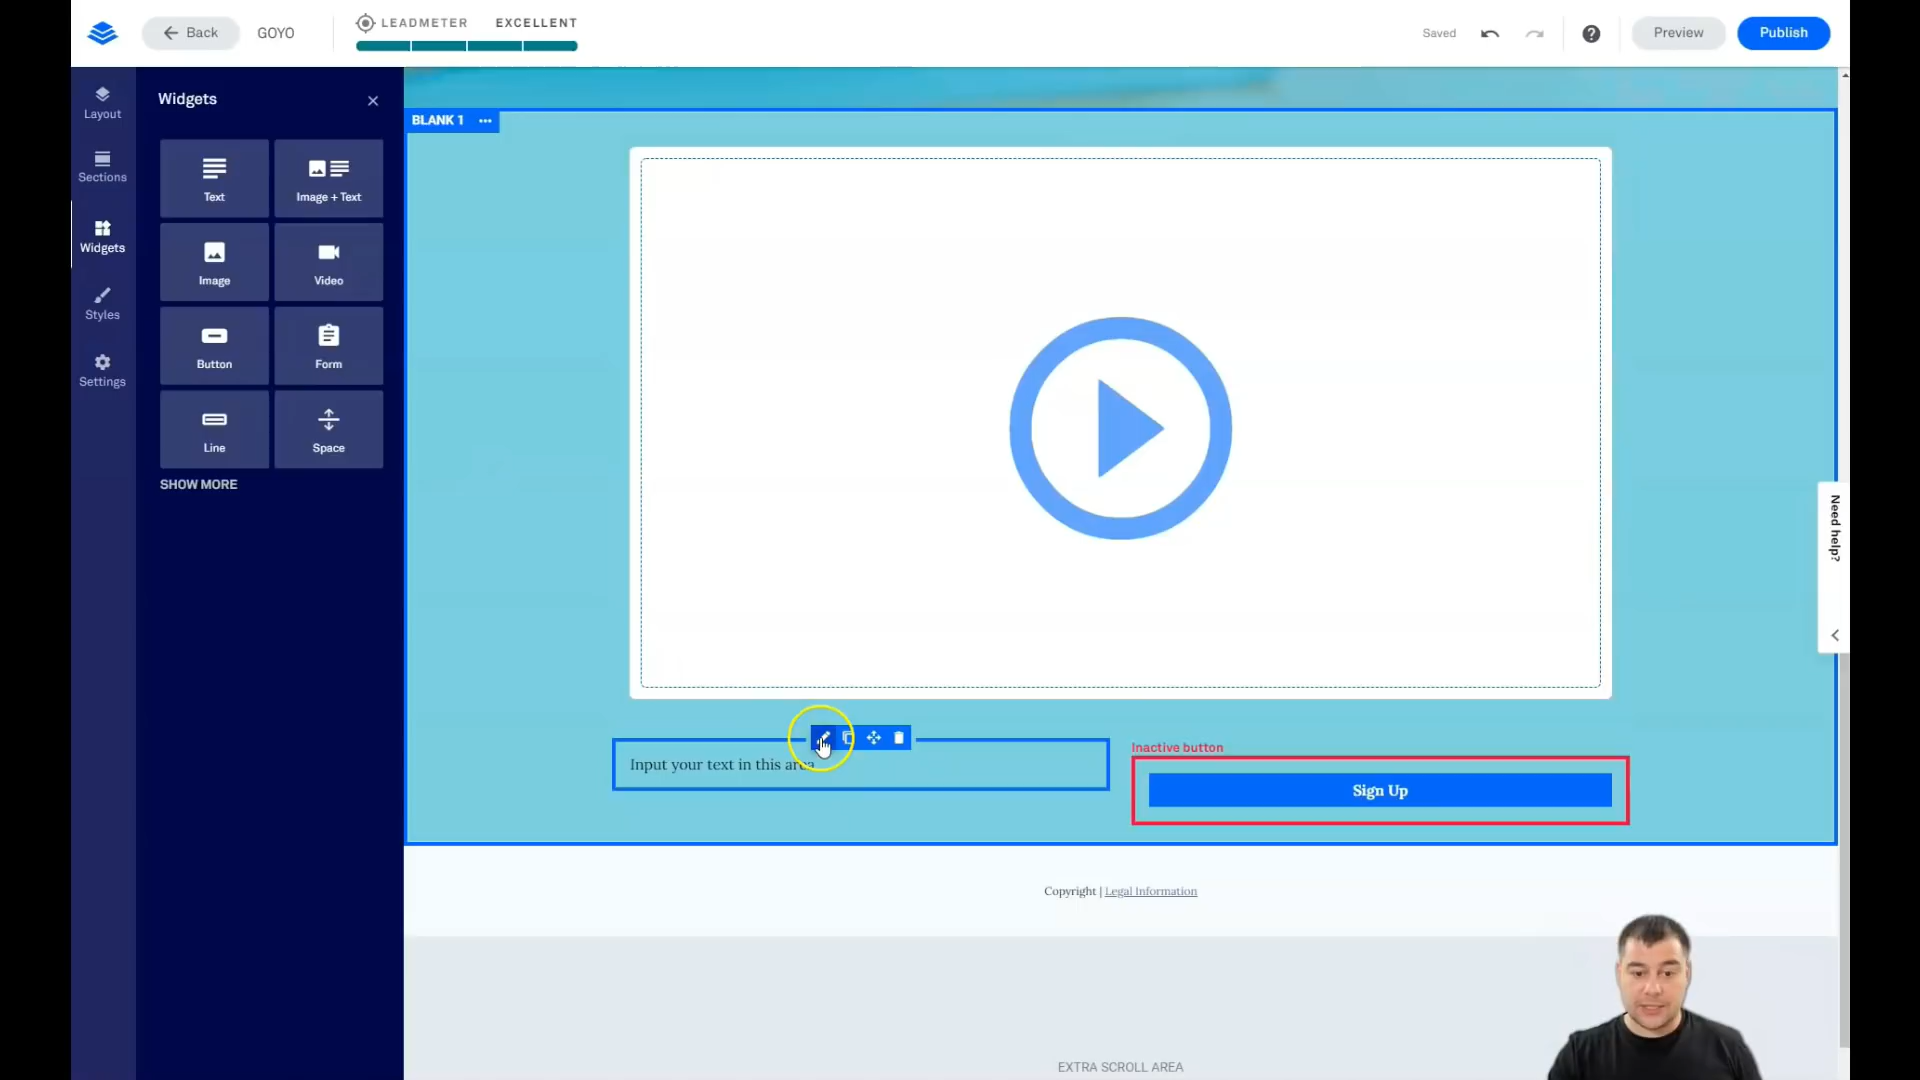 Back
GOYO
LEADMETER EXCELLENT
Saved
Preview
Publish
Layout
Sections
Widgets
Styles
Settings
Widgets
Text
Image + Text
Image
Video
Button
Form
Line
Space
SHOW MORE
BLANK 1
Input your text in this area
Inactive button
Sign Up
Copyright | Legal Information
EXTRA SCROLL AREA
Need help?